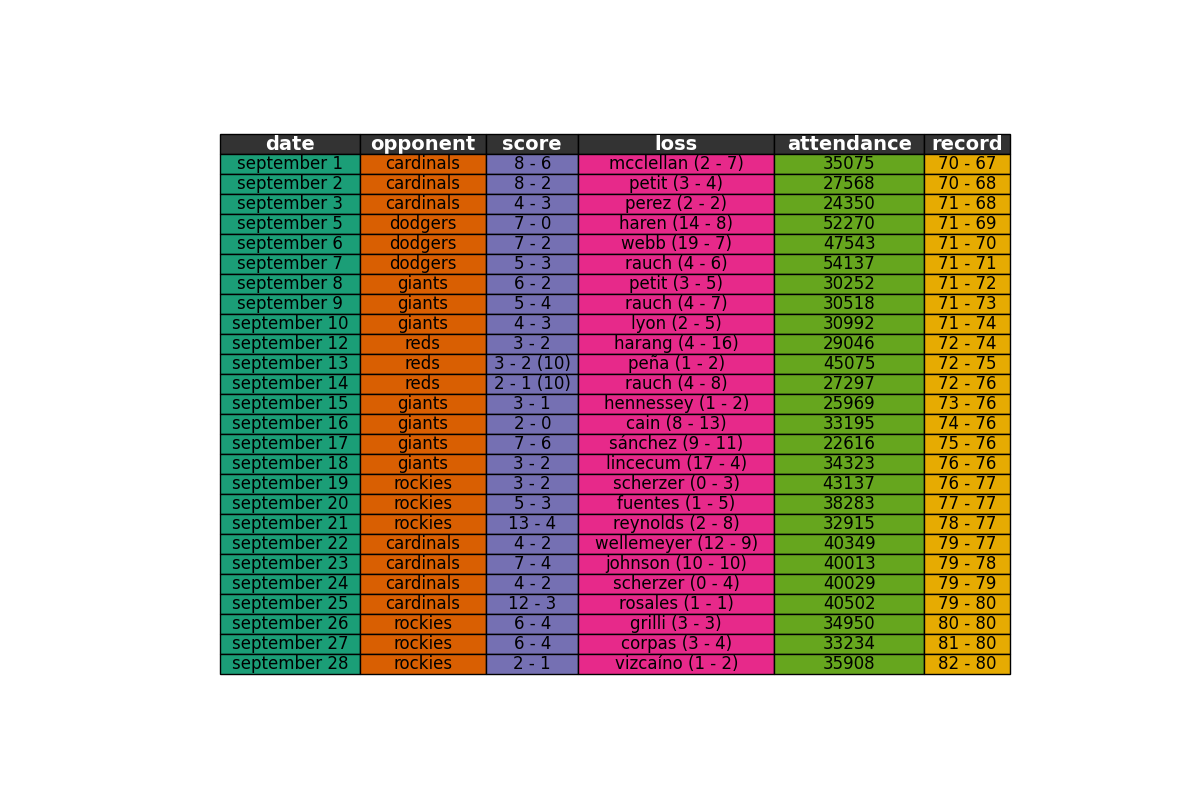 date opponent score loss attendance record
september 1 cardinals 8 - 6 mcclellan (2 - 7) 35075 70 - 67
september 2 cardinals 8 - 2 petit (3 - 4) 27568 70 - 68
september 3 cardinals 4 - 3 perez (2 - 2) 24350 71 - 68
september 5 dodgers 7 - 0 haren (14 - 8) 52270 71 - 69
september 6 dodgers 7 - 2 webb (19 - 7) 47543 71 - 70
september 7 dodgers 5 - 3 rauch (4 - 6) 54137 71 - 71
september 8 giants 6 - 2 petit (3 - 5) 30252 71 - 72
september 9 giants 5 - 4 rauch (4 - 7) 30518 71 - 73
september 10 giants 4 - 3 lyon (2 - 5) 30992 71 - 74
september 12 reds 3 - 2 harang (4 - 16) 29046 72 - 74
september 13 reds 3 - 2 (10) peña (1 - 2) 45075 72 - 75
september 14 reds 2 - 1 (10) rauch (4 - 8) 27297 72 - 76
september 15 giants 3 - 1 hennessey (1 - 2) 25969 73 - 76
september 16 giants 2 - 0 cain (8 - 13) 33195 74 - 76
september 17 giants 7 - 6 sánchez (9 - 11) 22616 75 - 76
september 18 giants 3 - 2 lincecum (17 - 4) 34323 76 - 76
september 19 rockies 3 - 2 scherzer (0 - 3) 43137 76 - 77
september 20 rockies 5 - 3 fuentes (1 - 5) 38283 77 - 77
september 21 rockies 13 - 4 reynolds (2 - 8) 32915 78 - 77
september 22 cardinals 4 - 2 wellemeyer (12 - 9) 40349 79 - 77
september 23 cardinals 7 - 4 johnson (10 - 10) 40013 79 - 78
september 24 cardinals 4 - 2 scherzer (0 - 4) 40029 79 - 79
september 25 cardinals 12 - 3 rosales (1 - 1) 40502 79 - 80
september 26 rockies 6 - 4 grilli (3 - 3) 34950 80 - 80
september 27 rockies 6 - 4 corpas (3 - 4) 33234 81 - 80
september 28 rockies 2 - 1 vizcaíno (1 - 2) 35908 82 - 80